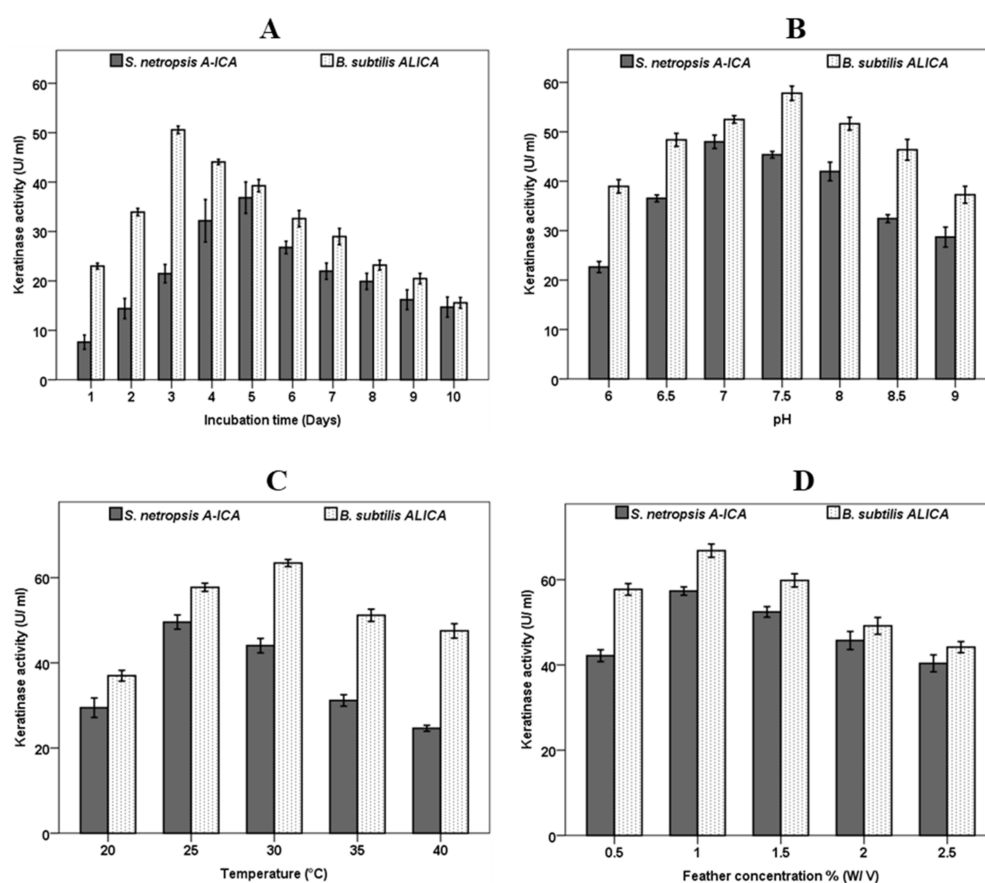 A
S. netropsis A-ICA B. subtilis ALICA
Keratinase activity (U/ ml)
60
50
40
30
20
10
0
1 2 3 4 5 6 7 8 9 10
Incubation time (Days)
B
S. netropsis A-ICA B. subtilis ALICA
Keratinase acitivity (U/ ml)
60
50
40
30
20
10
0
6 6.5 7 7.5 8 8.5 9
pH
C
S. netropsis A-ICA B. subtilis ALICA
Keratinase activity (U/ ml)
60
40
20
0
20 25 30 35 40
Temperature (°C)
D
S. netropsis A-ICA B. subtilis ALICA
Keratinase activity (U/ ml)
60
40
20
0
0.5 1 1.5 2 2.5
Feather concentration % (W/ V)